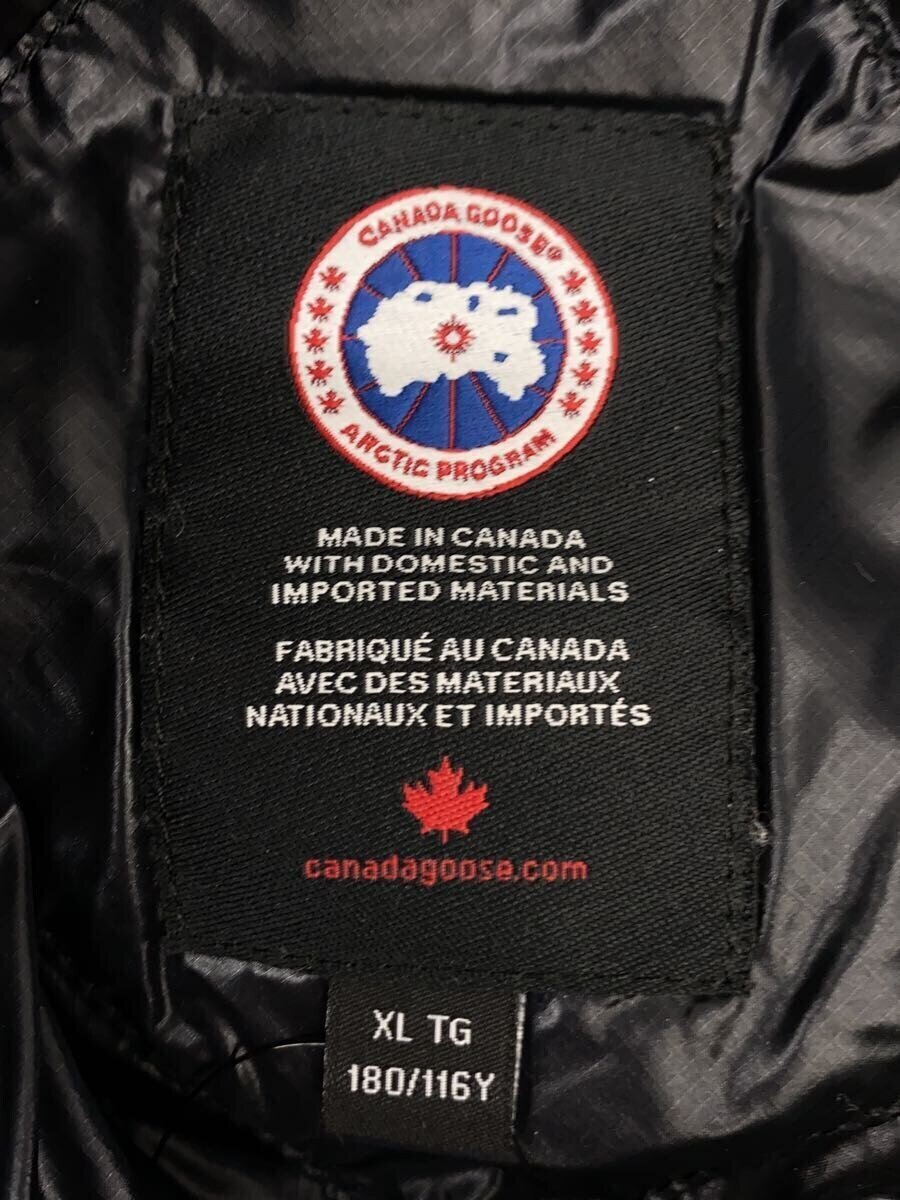 CANADA GOOSE®
ARCTIC PROGRAM
MADE IN CANADA
WITH DOMESTIC AND
IMPORTED MATERIALS
FABRIQUÉ AU CANADA
AVEC DES MATERIAUX
NATIONAUX ET IMPORTÉS
canadagoose.com
XL TG
180/116Y